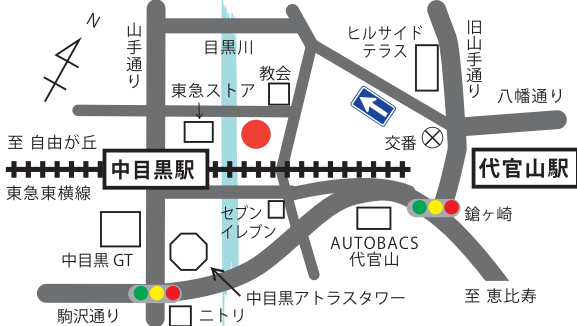 N
山手通り
目黒川
ヒルサイド
テラス
旧山手通り
教会
東急ストア
八幡通り
交番
至 自由が丘
中目黒駅
代官山駅
東急東横線
セブン
イレブン
鎗ヶ崎
AUTOBACS
代官山
中目黒 GT
中目黒アトラスタワー
至 恵比寿
駒沢通り
ニトリ